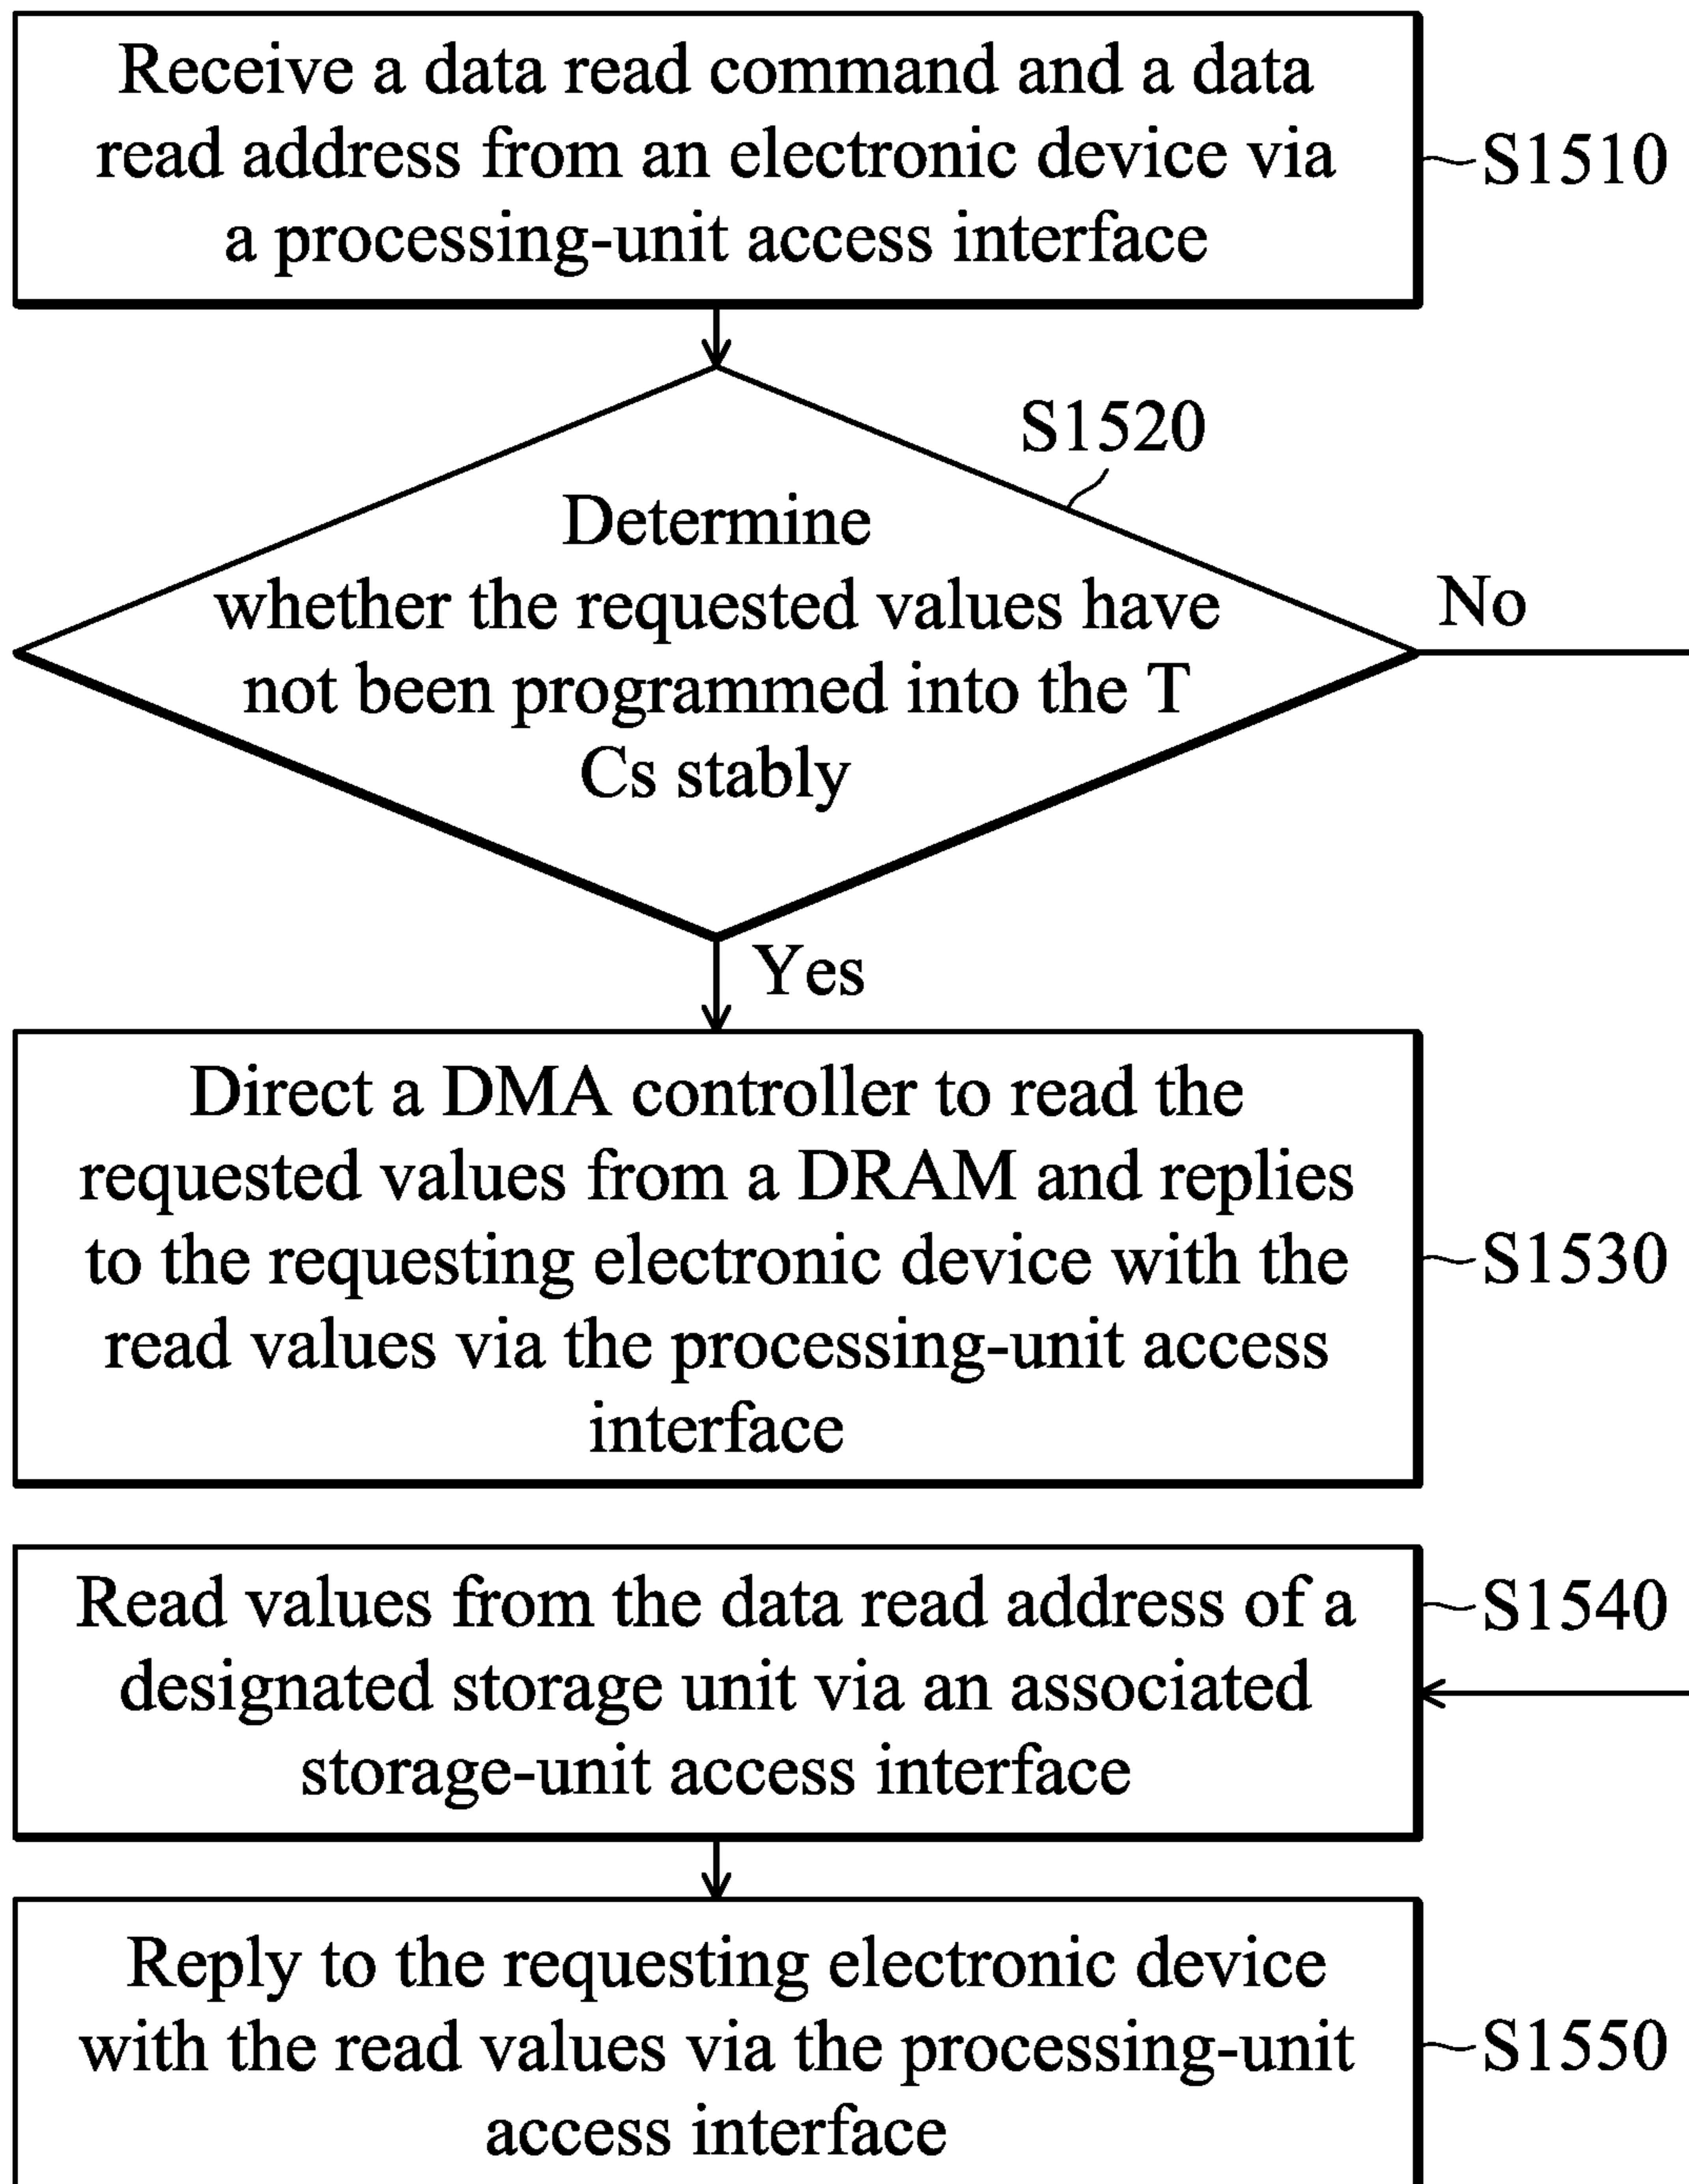 Receive a data read command and a data
read address from an electronic device via
a processing-unit access interface
S1510
S1520
Determine
whether the requested values have
not been programmed into the T
Cs stably
No
Yes
Direct a DMA controller to read the
requested values from a DRAM and replies
to the requesting electronic device with the
read values via the processing-unit access
interface
S1530
Read values from the data read address of a
designated storage unit via an associated
storage-unit access interface
S1540
Reply to the requesting electronic device
with the read values via the processing-unit
access interface
S1550